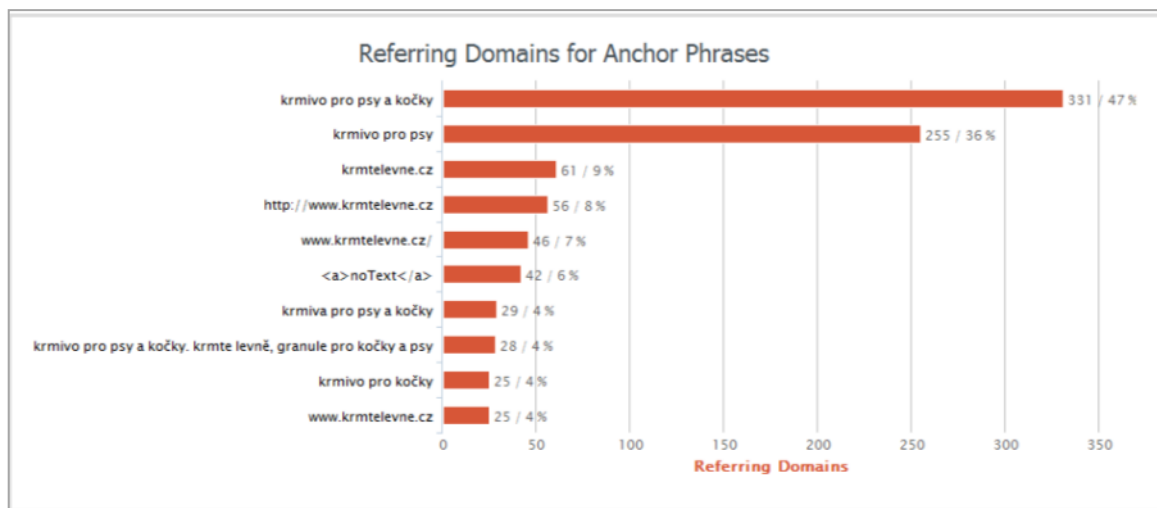 Referring Domains for Anchor Phrases
krmivo pro psy a kočky 331 / 47 %
krmivo pro psy 255 / 36 %
krmtelevne.cz 61 / 9 %
http://www.krmtelevne.cz 56 / 8 %
www.krmtelevne.cz/ 46 / 7 %
<a>noText</a> 42 / 6 %
krmiva pro psy a kočky 29 / 4 %
krmivo pro psy a kočky. krmte levně, granule pro kočky a psy 28 / 4 %
krmivo pro kočky 25 / 4 %
www.krmtelevne.cz 25 / 4 %
0 50 100 150 200 250 300 350
Referring Domains